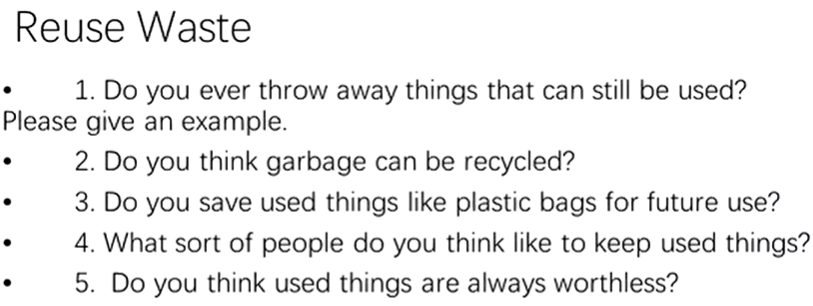 Reuse Waste
• 1. Do you ever throw away things that can still be used?
Please give an example.
• 2. Do you think garbage can be recycled?
• 3. Do you save used things like plastic bags for future use?
• 4. What sort of people do you think like to keep used things?
• 5. Do you think used things are always worthless?